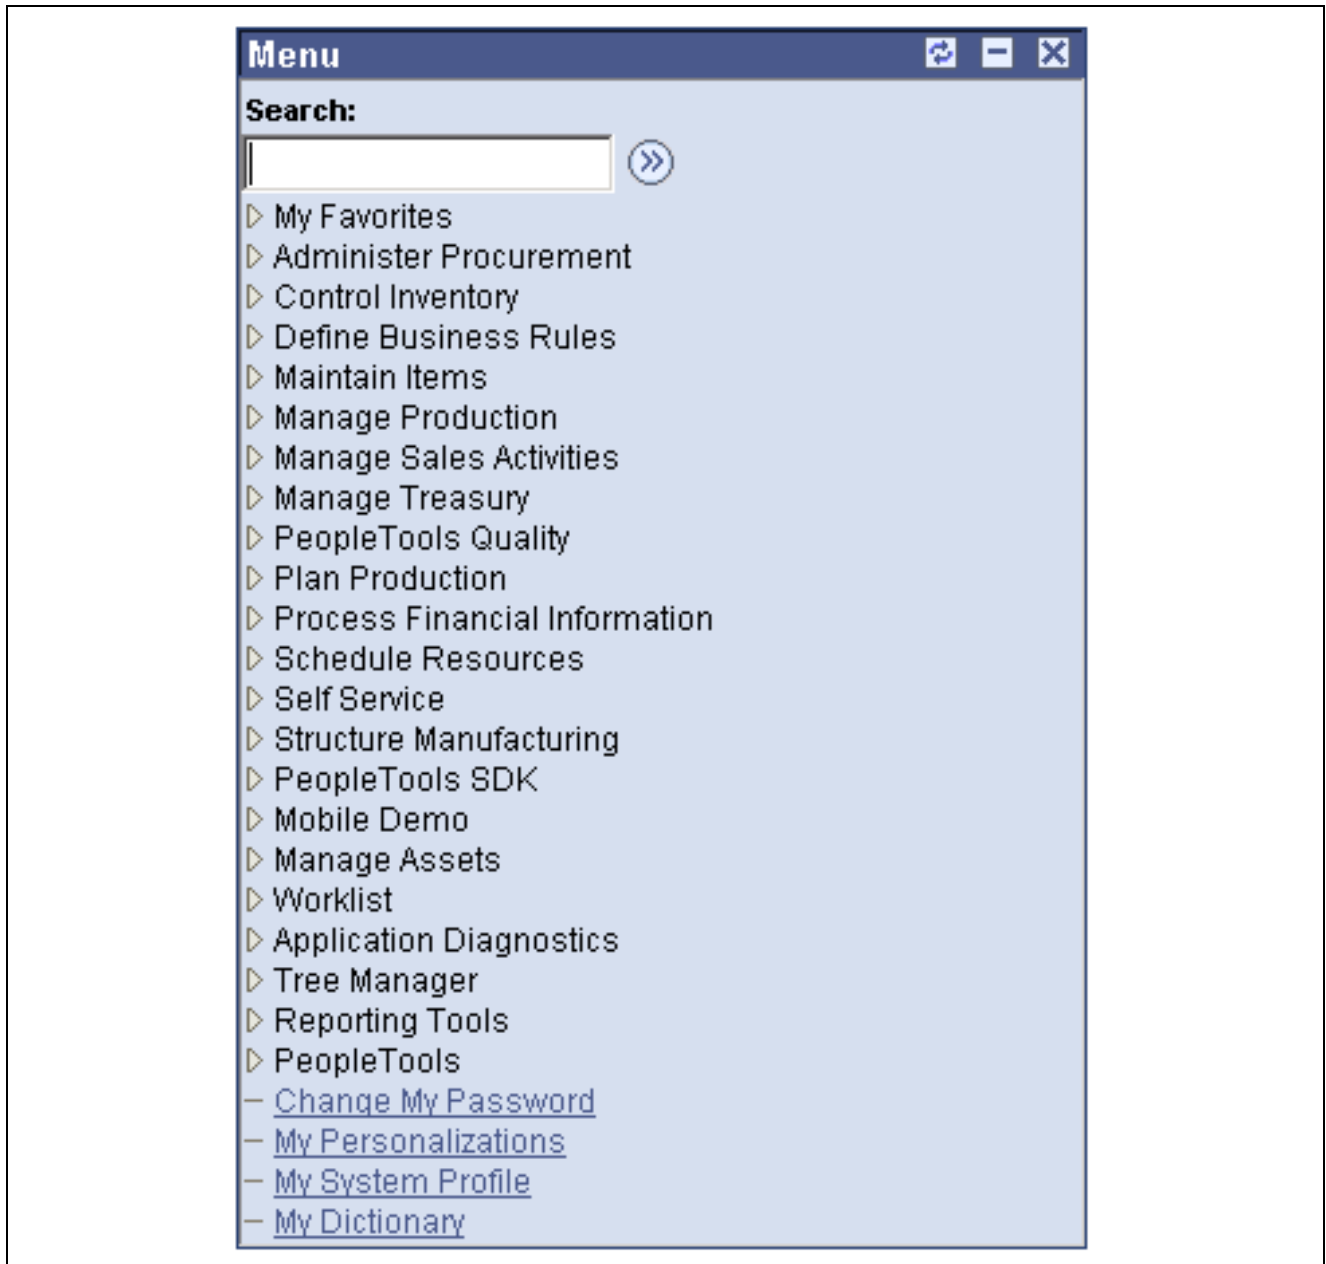 Menu
Search:
My Favorites
Administer Procurement
Control Inventory
Define Business Rules
Maintain Items
Manage Production
Manage Sales Activities
Manage Treasury
PeopleTools Quality
Plan Production
Process Financial Information
Schedule Resources
Self Service
Structure Manufacturing
PeopleTools SDK
Mobile Demo
Manage Assets
Worklist
Application Diagnostics
Tree Manager
Reporting Tools
PeopleTools
Change My Password
My Personalizations
My System Profile
My Dictionary